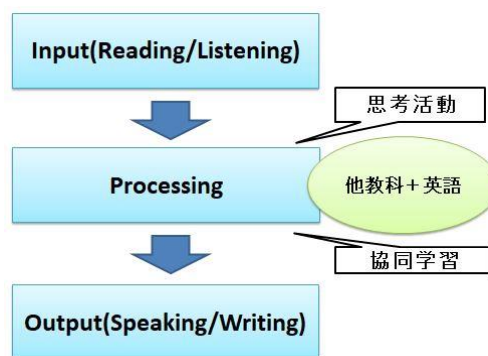 Input(Reading/Listening)
思考活動
Processing
他教科＋英語
協同学習
Output(Speaking/Writing)